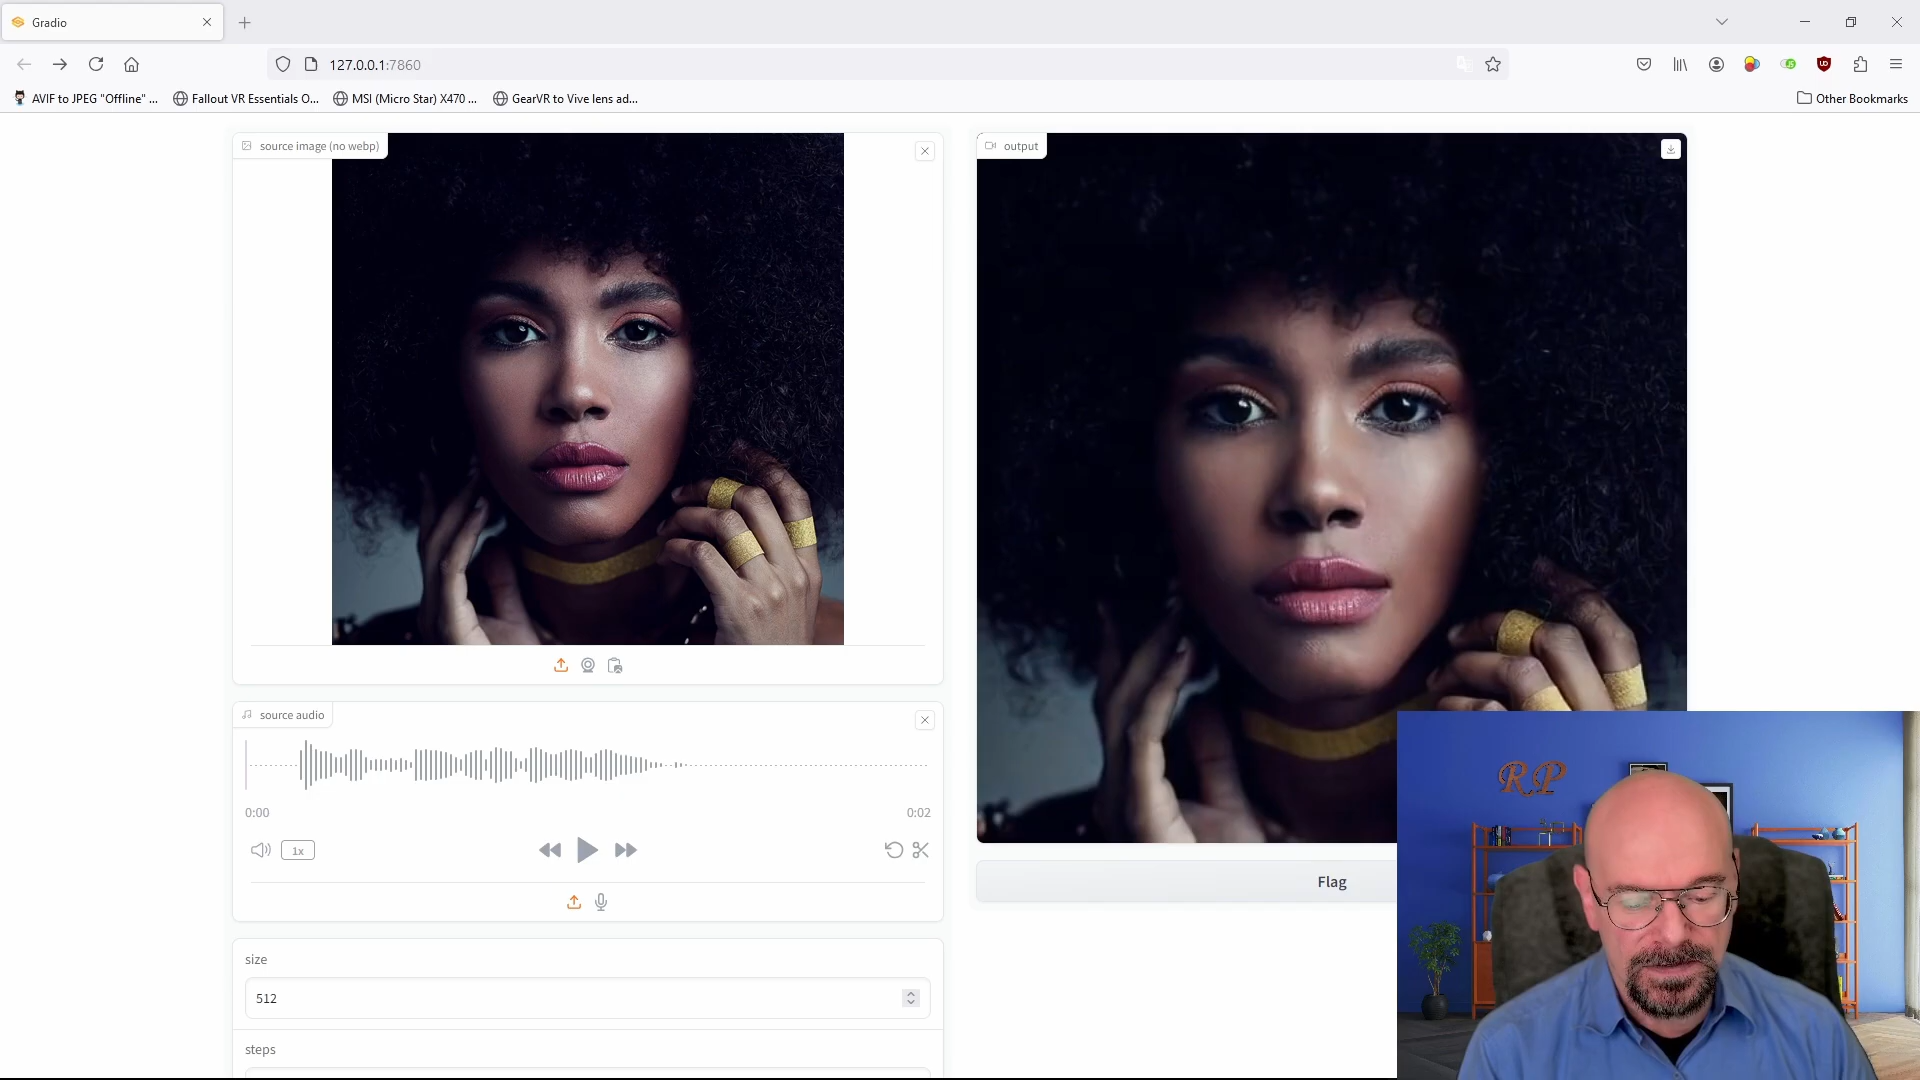 Gradio
127.0.0.1:7860
AVIF to JPEG "Offline" ...
Fallout VR Essentials O...
MSI (Micro Star) X470 ...
GearVR to Vive lens ad...
Other Bookmarks
source image (no webp)
output
source audio
0:00
0:02
1x
Flag
RP
size
512
steps